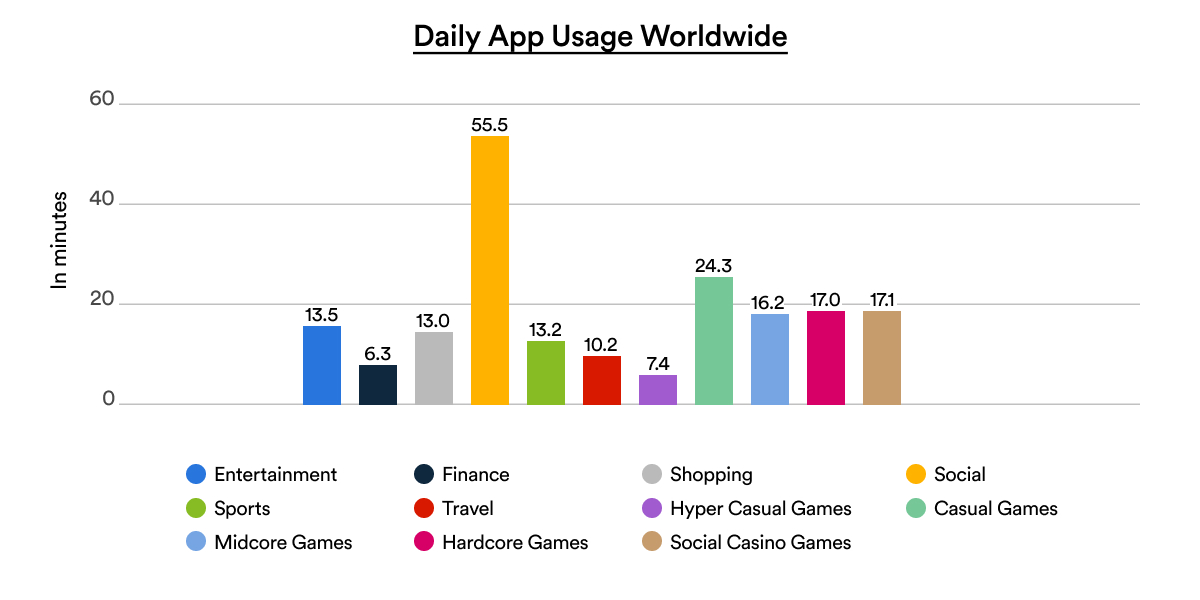 Daily App Usage Worldwide
In minutes
60
40
20
0
13.5
6.3
13.0
55.5
13.2
10.2
7.4
24.3
16.2
17.0
17.1
Entertainment
Finance
Shopping
Social
Sports
Travel
Hyper Casual Games
Casual Games
Midcore Games
Hardcore Games
Social Casino Games